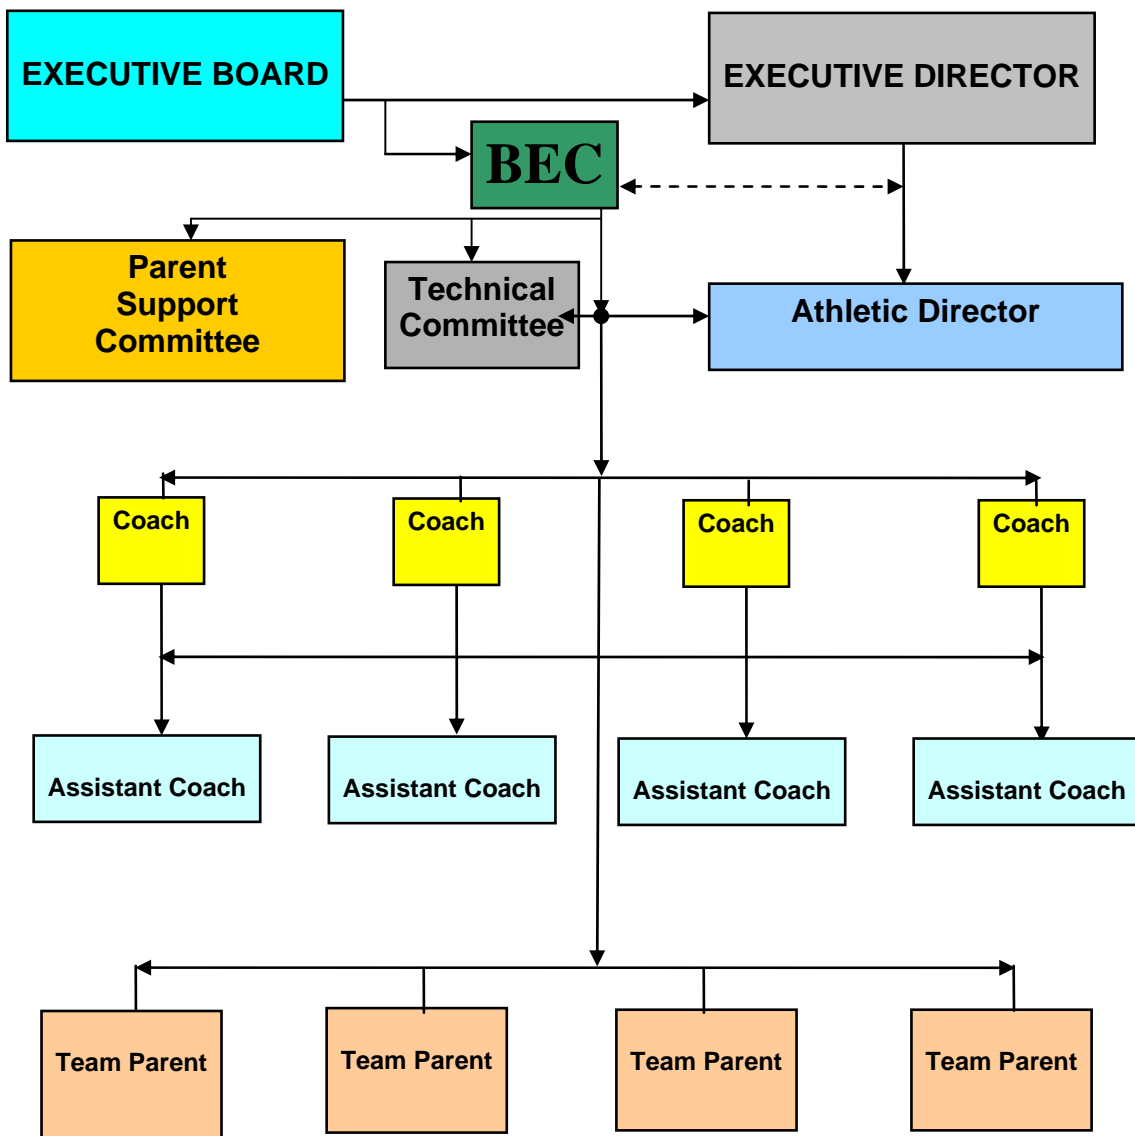 EXECUTIVE BOARD
EXECUTIVE DIRECTOR
BEC
Parent
Support
Committee
Technical
Committee
Athletic Director
Coach
Coach
Coach
Coach
Assistant Coach
Assistant Coach
Assistant Coach
Assistant Coach
Team Parent
Team Parent
Team Parent
Team Parent